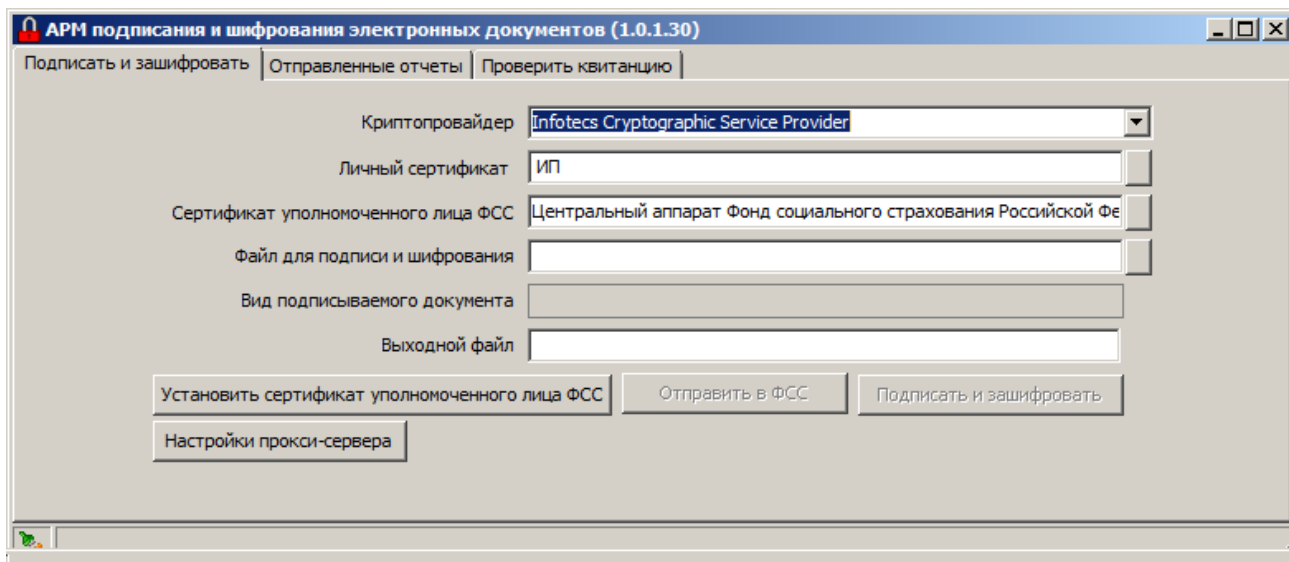 АРМ подписания и шифрования электронных документов (1.0.1.30)
Подписать и зашифровать Отправленные отчеты Проверить квитанцию
Криптопровайдер Infotecs Cryptographic Service Provider
Личный сертификат ИП
Сертификат уполномоченного лица ФСС Центральный аппарат Фонд социального страхования Российской Фе
Файл для подписи и шифрования
Вид подписываемого документа
Выходной файл
Установить сертификат уполномоченного лица ФСС Отправить в ФСС Подписать и зашифровать
Настройки прокси-сервера